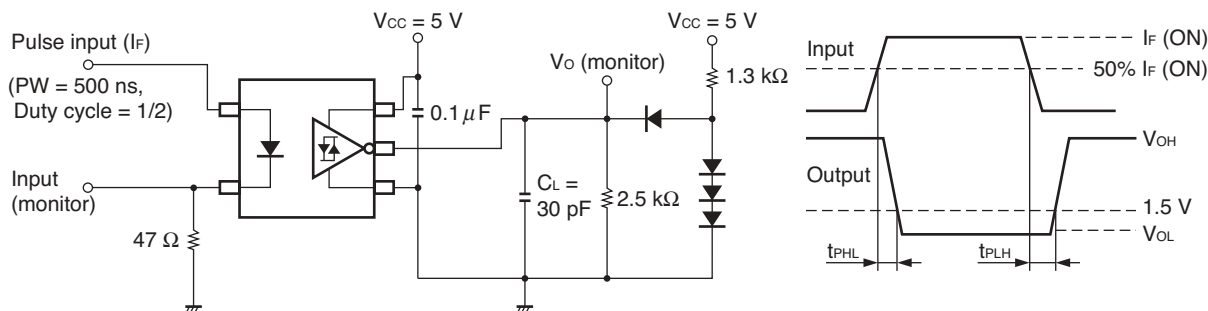 Pulse input (IF)
(PW = 500 ns,
Duty cycle = 1/2)
Input
(monitor)
47 Ω
VCC = 5 V
0.1 μF
VO (monitor)
CL =
30 pF
2.5 kΩ
VCC = 5 V
1.3 kΩ
Input
IF (ON)
50% IF (ON)
Output
VOH
1.5 V
VOL
tPHL
tPLH